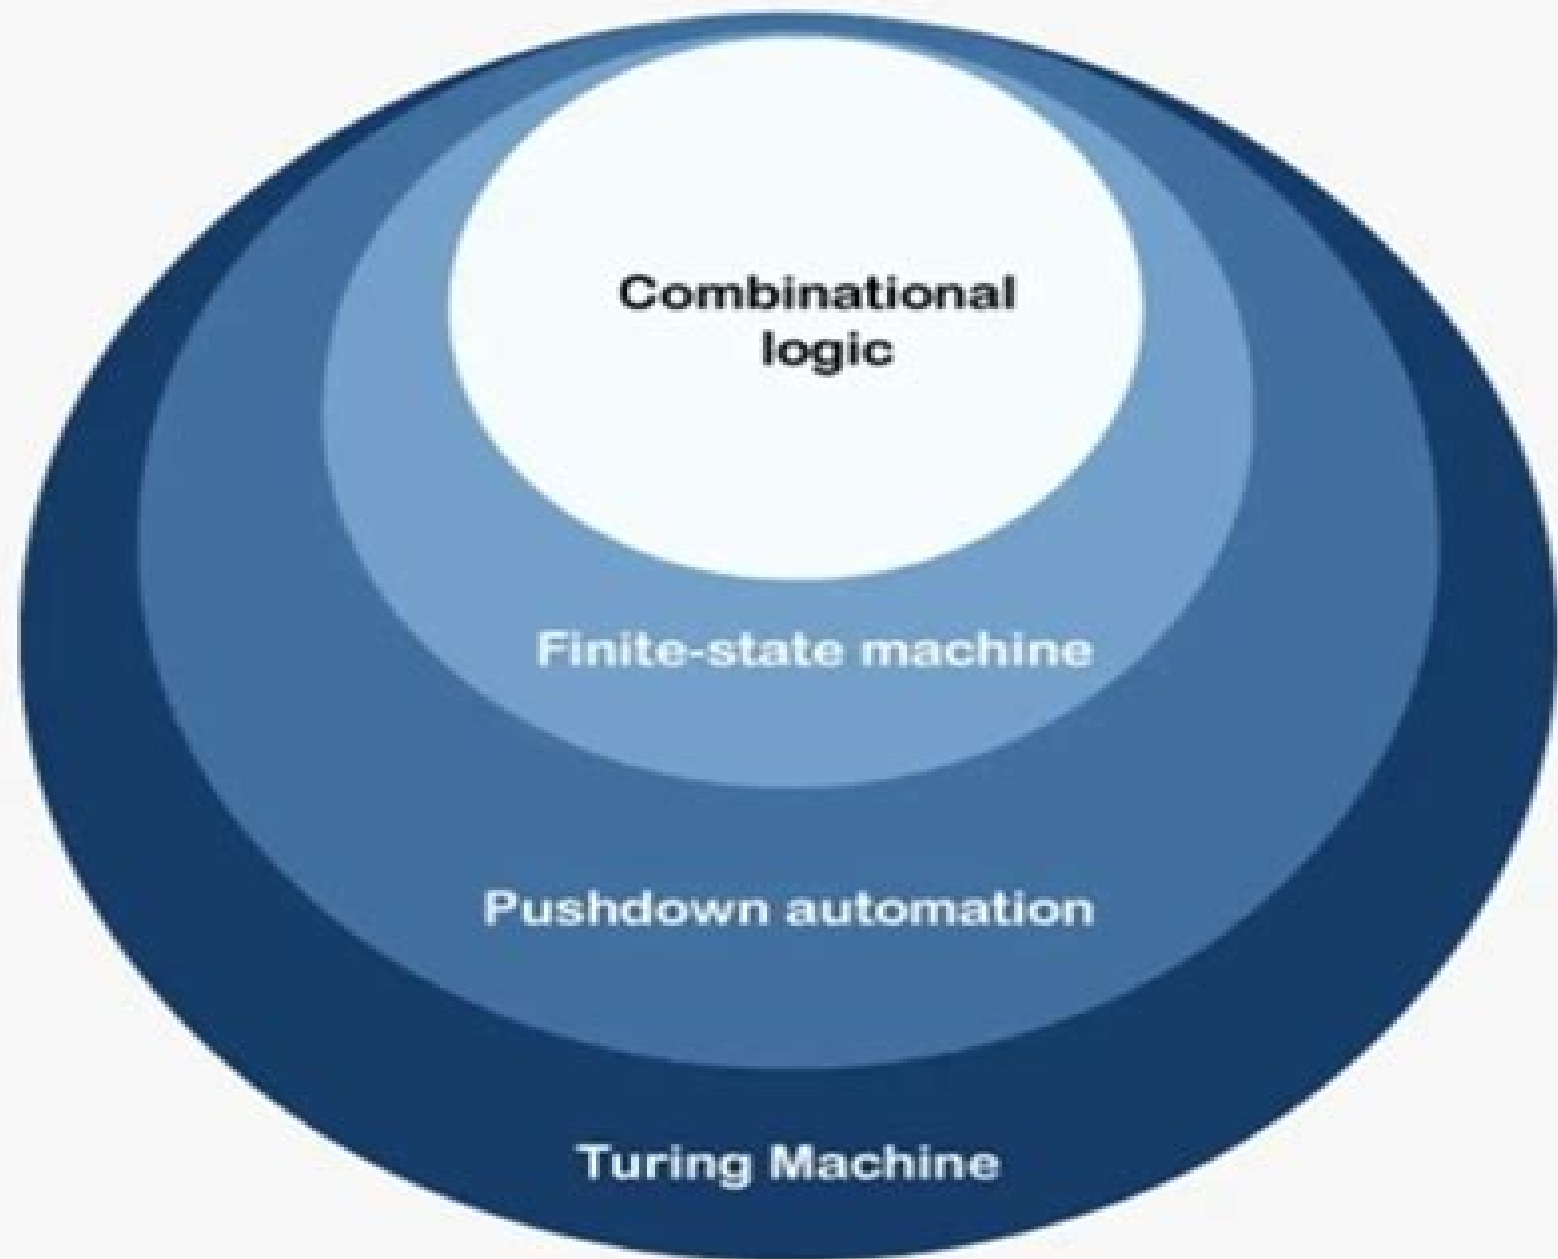 Combinational
logic
Finite-state machine
Pushdown automation
Turing Machine